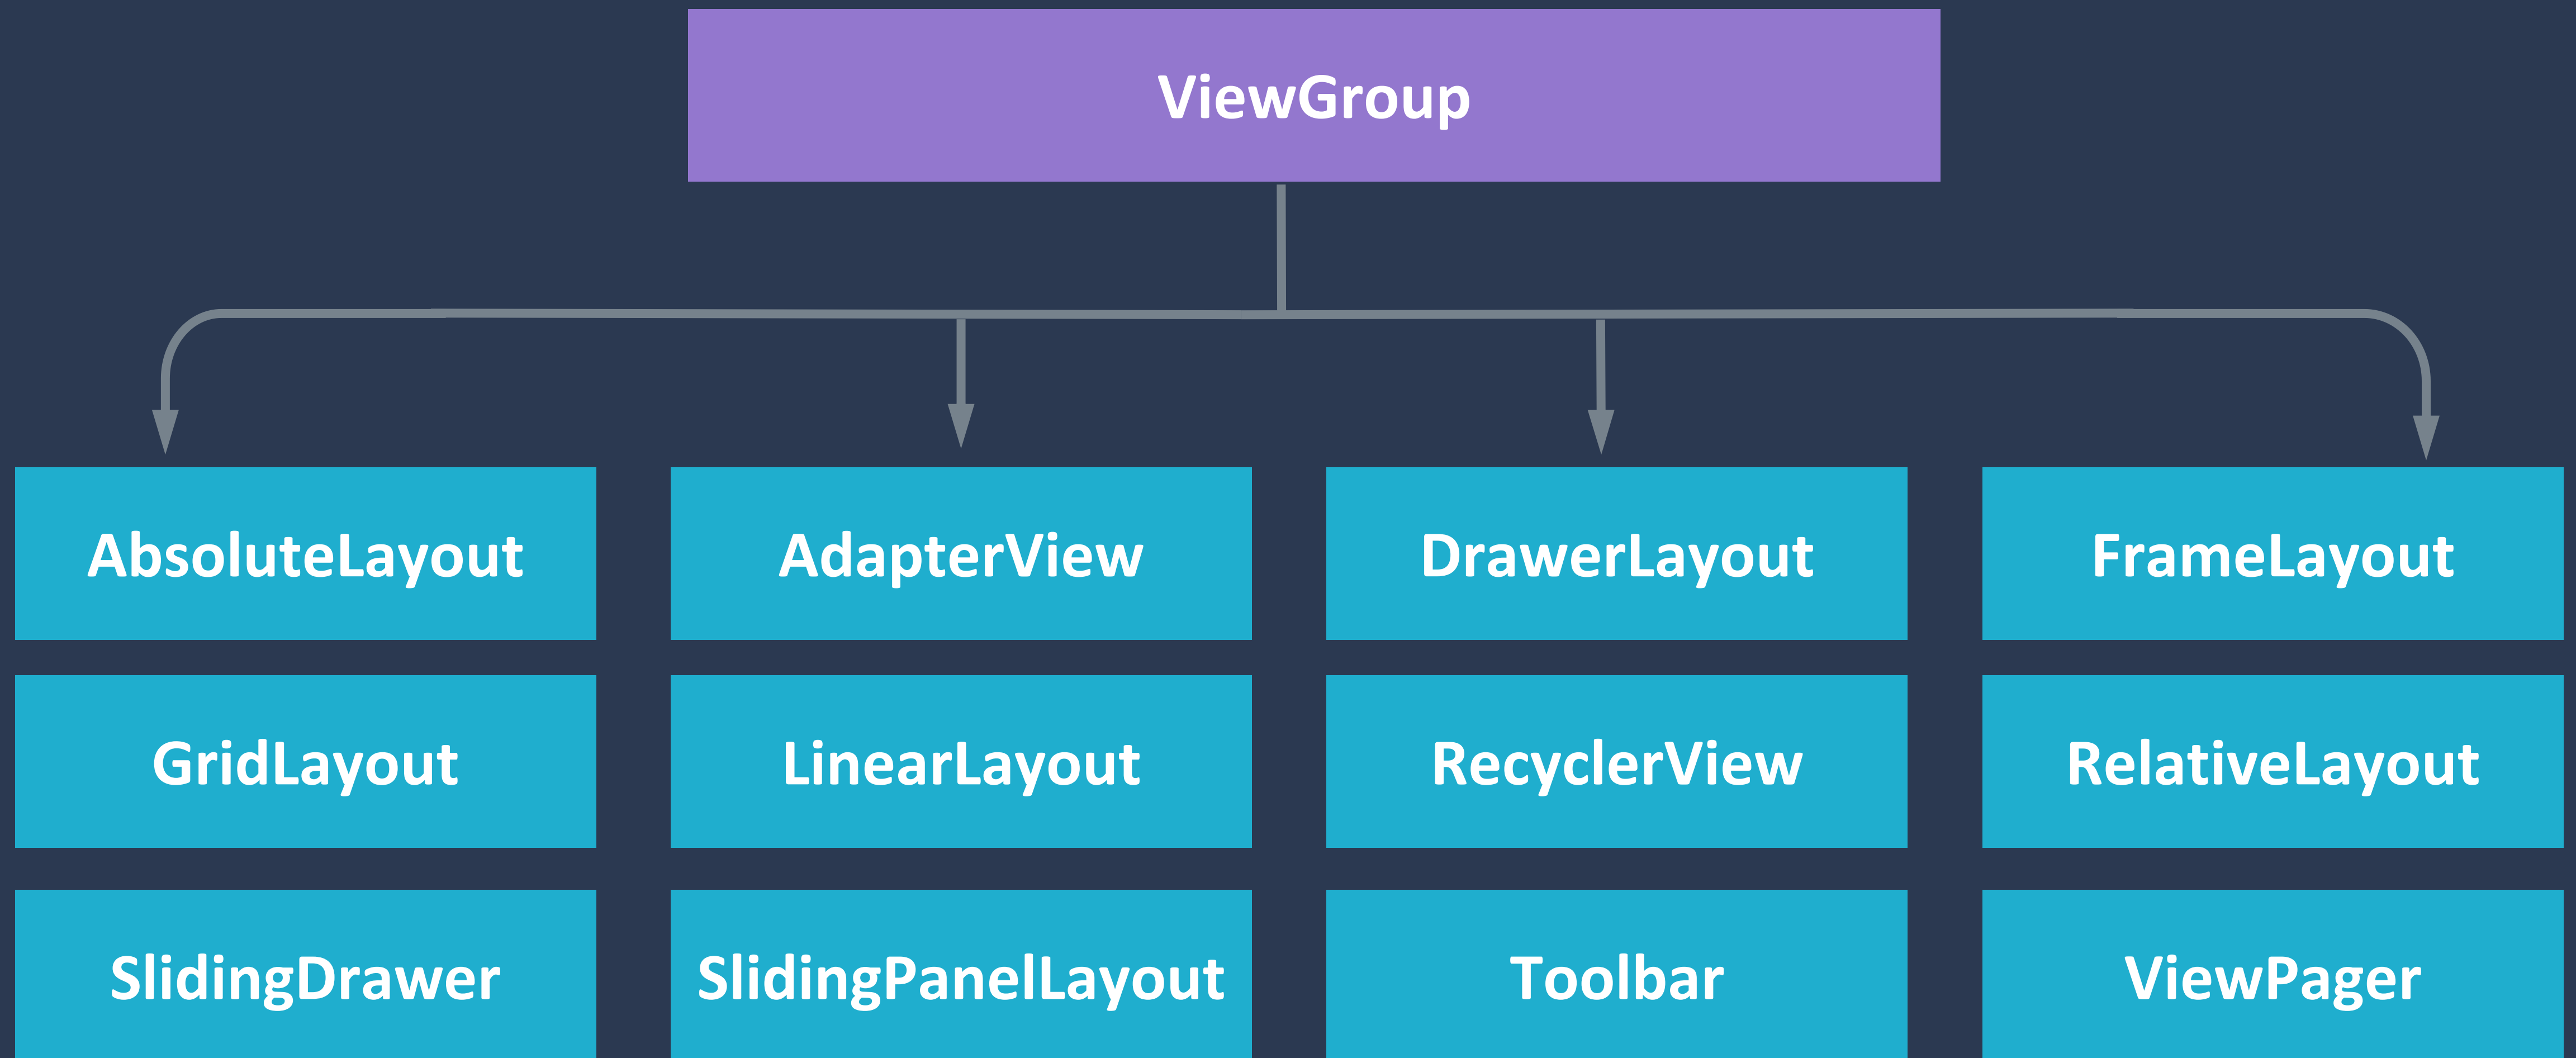 ViewGroup
AbsoluteLayout
AdapterView
DrawerLayout
FrameLayout
GridLayout
LinearLayout
RecyclerView
RelativeLayout
SlidingDrawer
SlidingPanelLayout
Toolbar
ViewPager